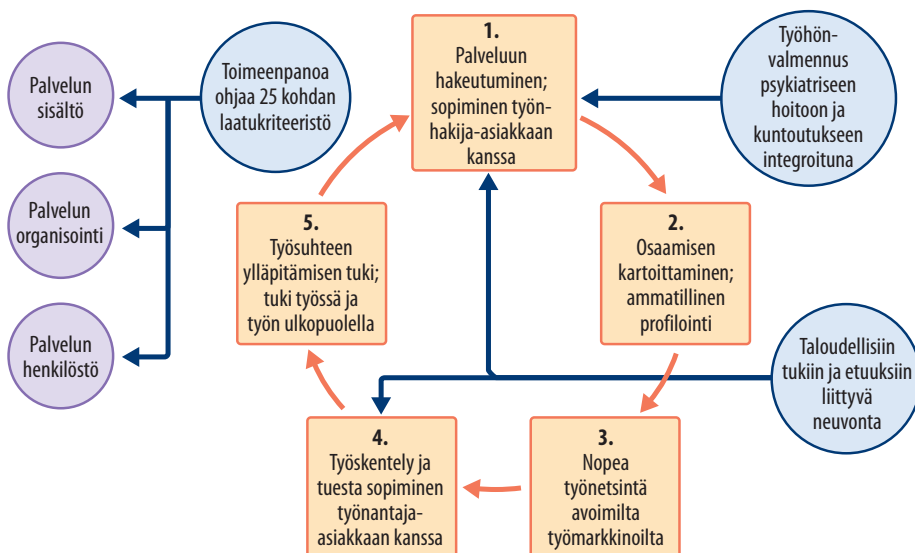 Palvelun
sisältö
Palvelun
organisointi
Palvelun
henkilöstö
Toimeenpanoa
ohjaa 25 kohdan
laatukriteeristö
1.
Palveluun
hakeutuminen;
sopiminen työn-
hakija-asiakkaan
kanssa
Työhön-
valmennus
psykiatriseen
hoitoon ja
kuntoutukseen
integroituna
2.
Osaamisen
kartoittaminen;
ammatillinen
profilointi
Taloudellisiin
tukiin ja etuuksiin
liittyvä
neuvonta
3.
Nopea
työnetsintä
avoimilta
työmarkkinoilta
4.
Työskentely ja
tuesta sopiminen
työnantaja-
asiakkaan kanssa
5.
Työsuhteen
ylläpitämisen tuki;
tuki työssä ja
työn ulkopuolella